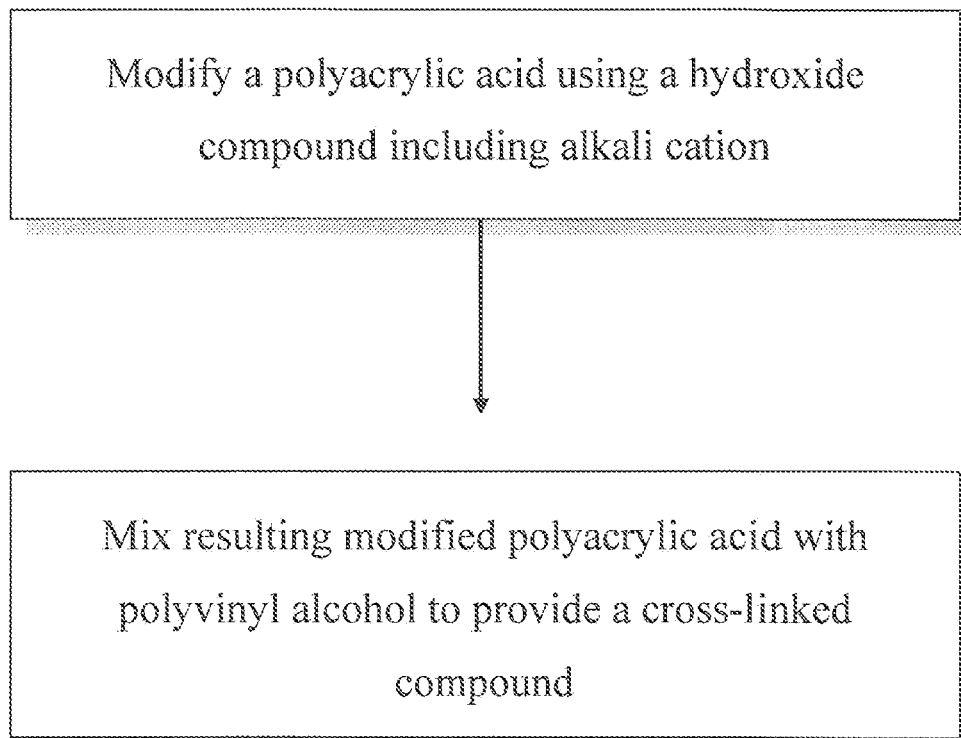 Modify a polyacrylic acid using a hydroxide
compound including alkali cation
Mix resulting modified polyacrylic acid with
polyvinyl alcohol to provide a cross-linked
compound